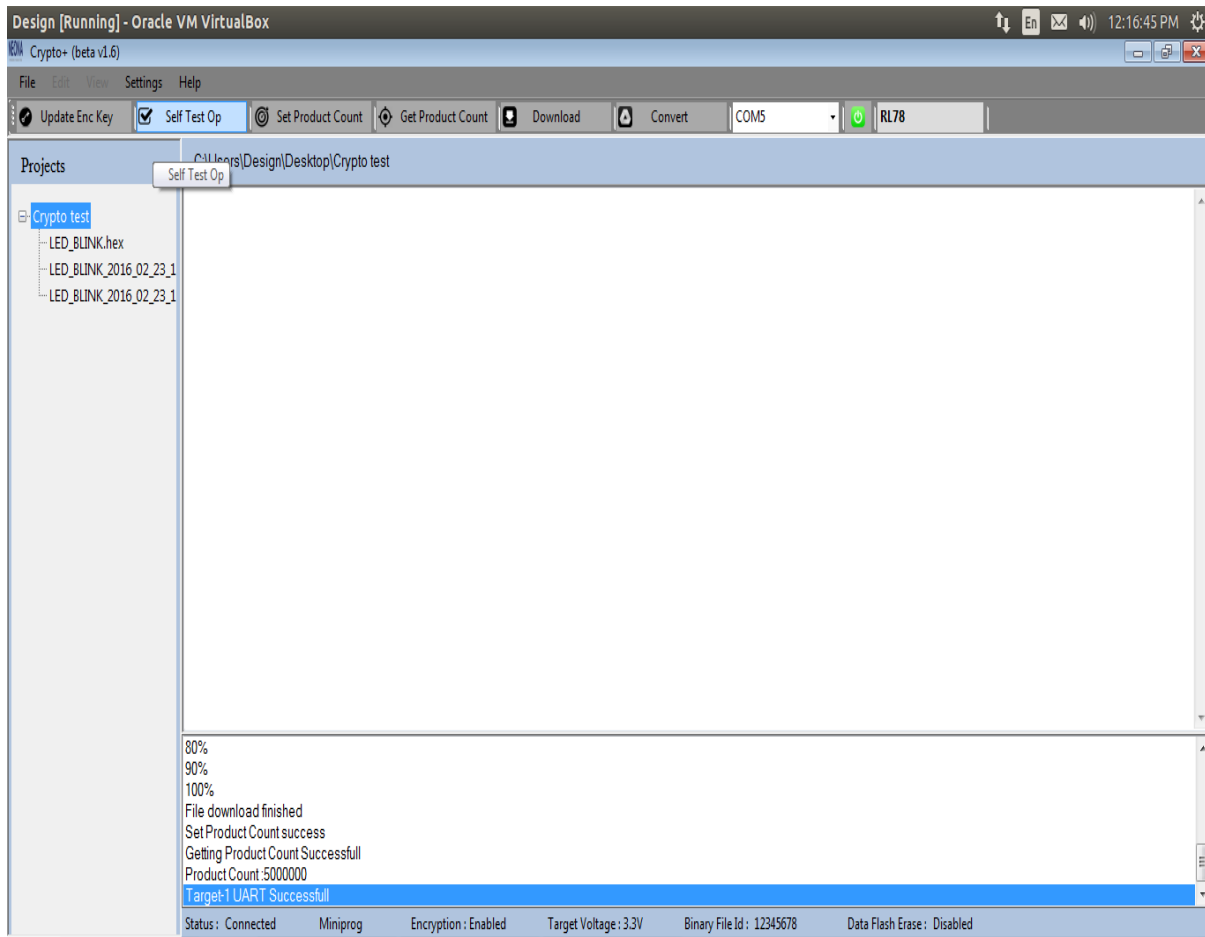 Design [Running] - Oracle VM VirtualBox
En
12:16:45 PM
Crypto+ (beta v1.6)
File Edit View Settings Help
Update Enc Key Self Test Op Set Product Count Get Product Count Download Convert COM5 RL78
Projects
Self Test Op
\Design\Desktop\Crypto test
Crypto test
LED_BLINK.hex
LED_BLINK_2016_02_23_1
LED_BLINK_2016_02_23_1
80%
90%
100%
File download finished
Set Product Count success
Getting Product Count Successfull
Product Count :5000000
Target-1 UART Successfull
Status : Connected Miniprog Encryption : Enabled Target Voltage : 3.3V Binary File Id : 12345678 Data Flash Erase : Disabled